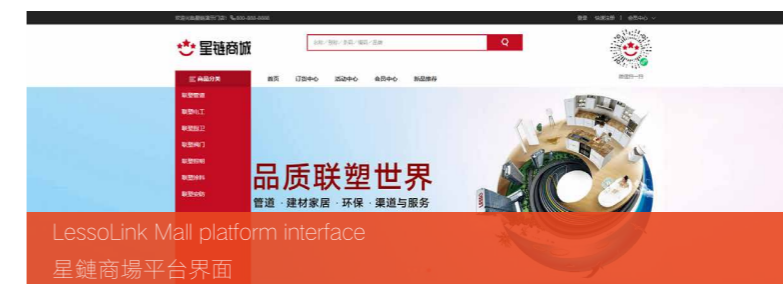 星链商城
商品分类
首页 订货中心 活动中心 会员中心 新品推荐
联塑管道
联塑电工
联塑厨卫
联塑阀门
联塑照明
联塑涂料
联塑安防
品质联塑世界
管道 · 建材家居 · 环保 · 渠道与服务
LessoLink Mall platform interface
星鏈商場平台界面